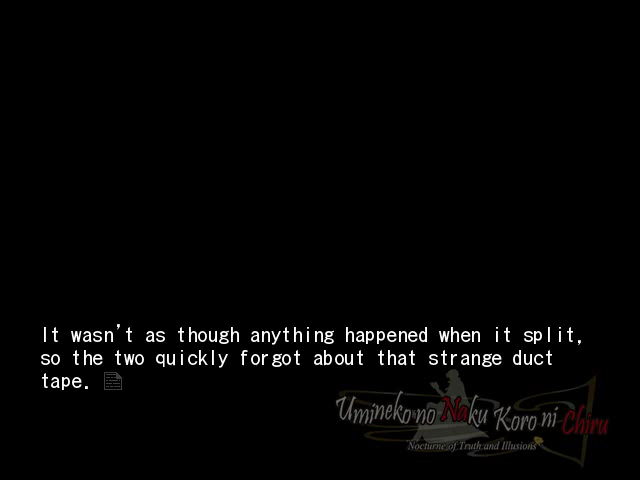 It wasn't as though anything happened when it split,
so the two quickly forgot about that strange duct
tape.
Umineko no Naku Koro ni Chiru
Nocturne of Truth and Illusions